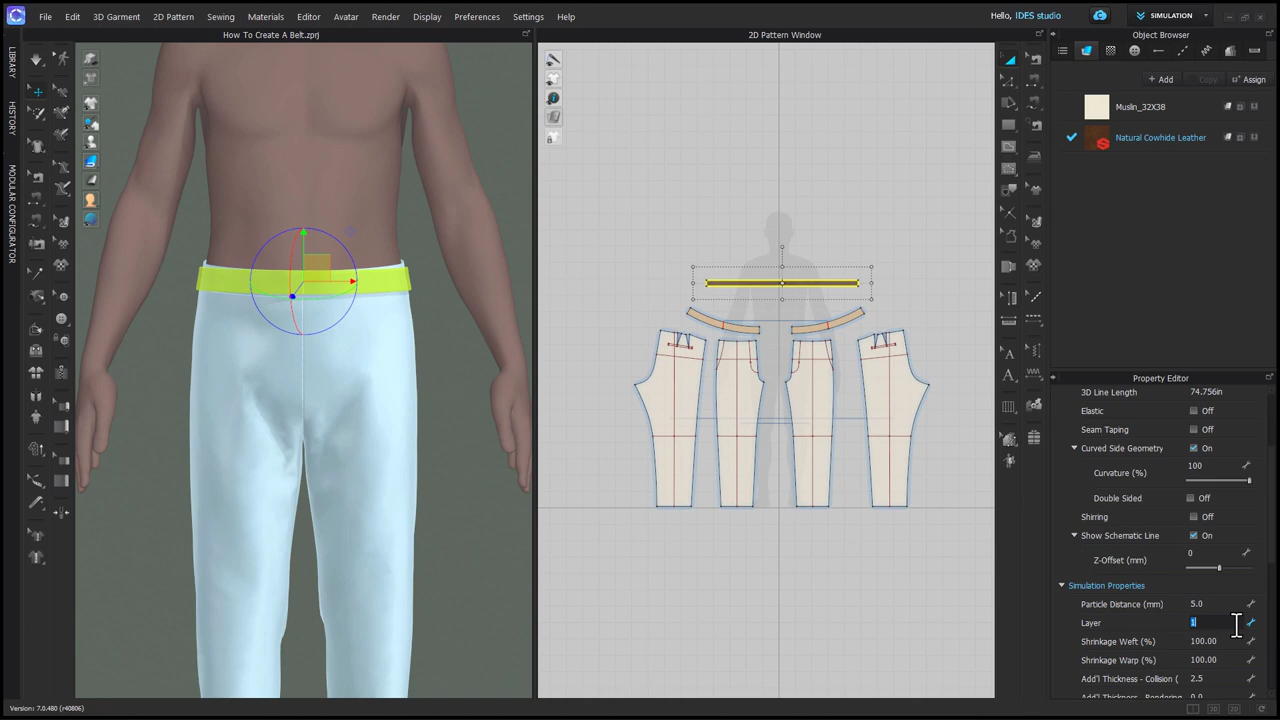 File Edit 3D Garment 2D Pattern Sewing Materials Editor Avatar Render Display Preferences Settings Help
Hello, IDES studio
SIMULATION
How To Create A Belt.zprj
2D Pattern Window
Object Browser
LIBRARY
HISTORY
MODULAR CONFIGURATOR
+ Add
Copy
Assign
Muslin_32X38
Natural Cowhide Leather
Property Editor
3D Line Length 74.756in
Elastic Off
Seam Taping Off
Curved Side Geometry On
Curvature (%) 100
Double Sided Off
Shirring Off
Show Schematic Line On
Z-Offset (mm) 0
Simulation Properties
Particle Distance (mm) 5.0
Layer 1
Shrinkage Weft (%) 100.00
Shrinkage Warp (%) 100.00
Add'l Thickness - Collision ( 2.5
Add'l Thickness - Rendering 0.0
Version: 7.0.480 (r40806)